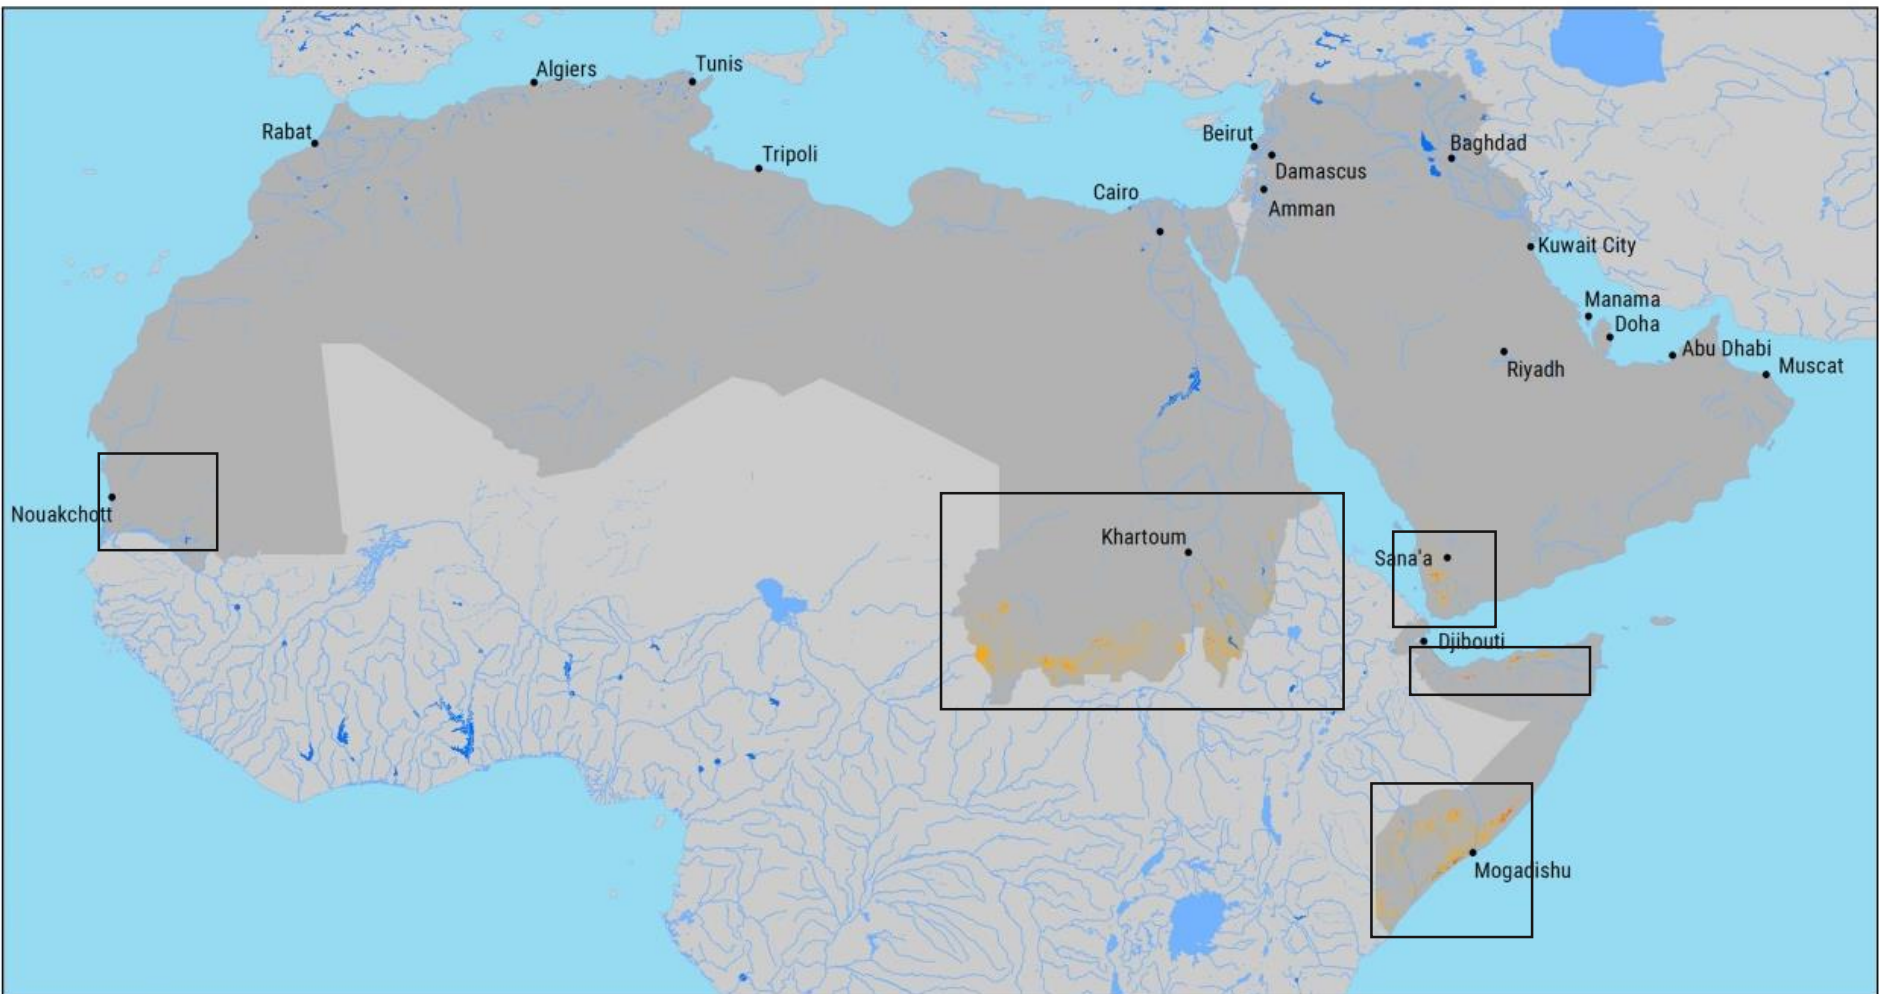 Algiers
Tunis
Rabat
Tripoli
Beirut
Baghdad
Damascus
Cairo
Amman
Kuwait City
Manama
Doha
Abu Dhabi
Muscat
Riyadh
Nouakchott
Khartoum
Sana'a
Djibouti
Mogadishu